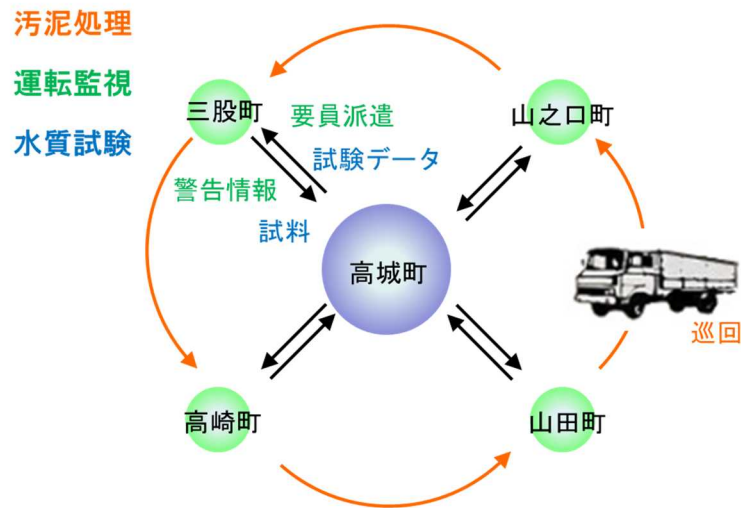 汚泥処理
運転監視
水質試験
三股町
山之口町
要員派遣
試験データ
警告情報
試料
高城町
巡回
高崎町
山田町